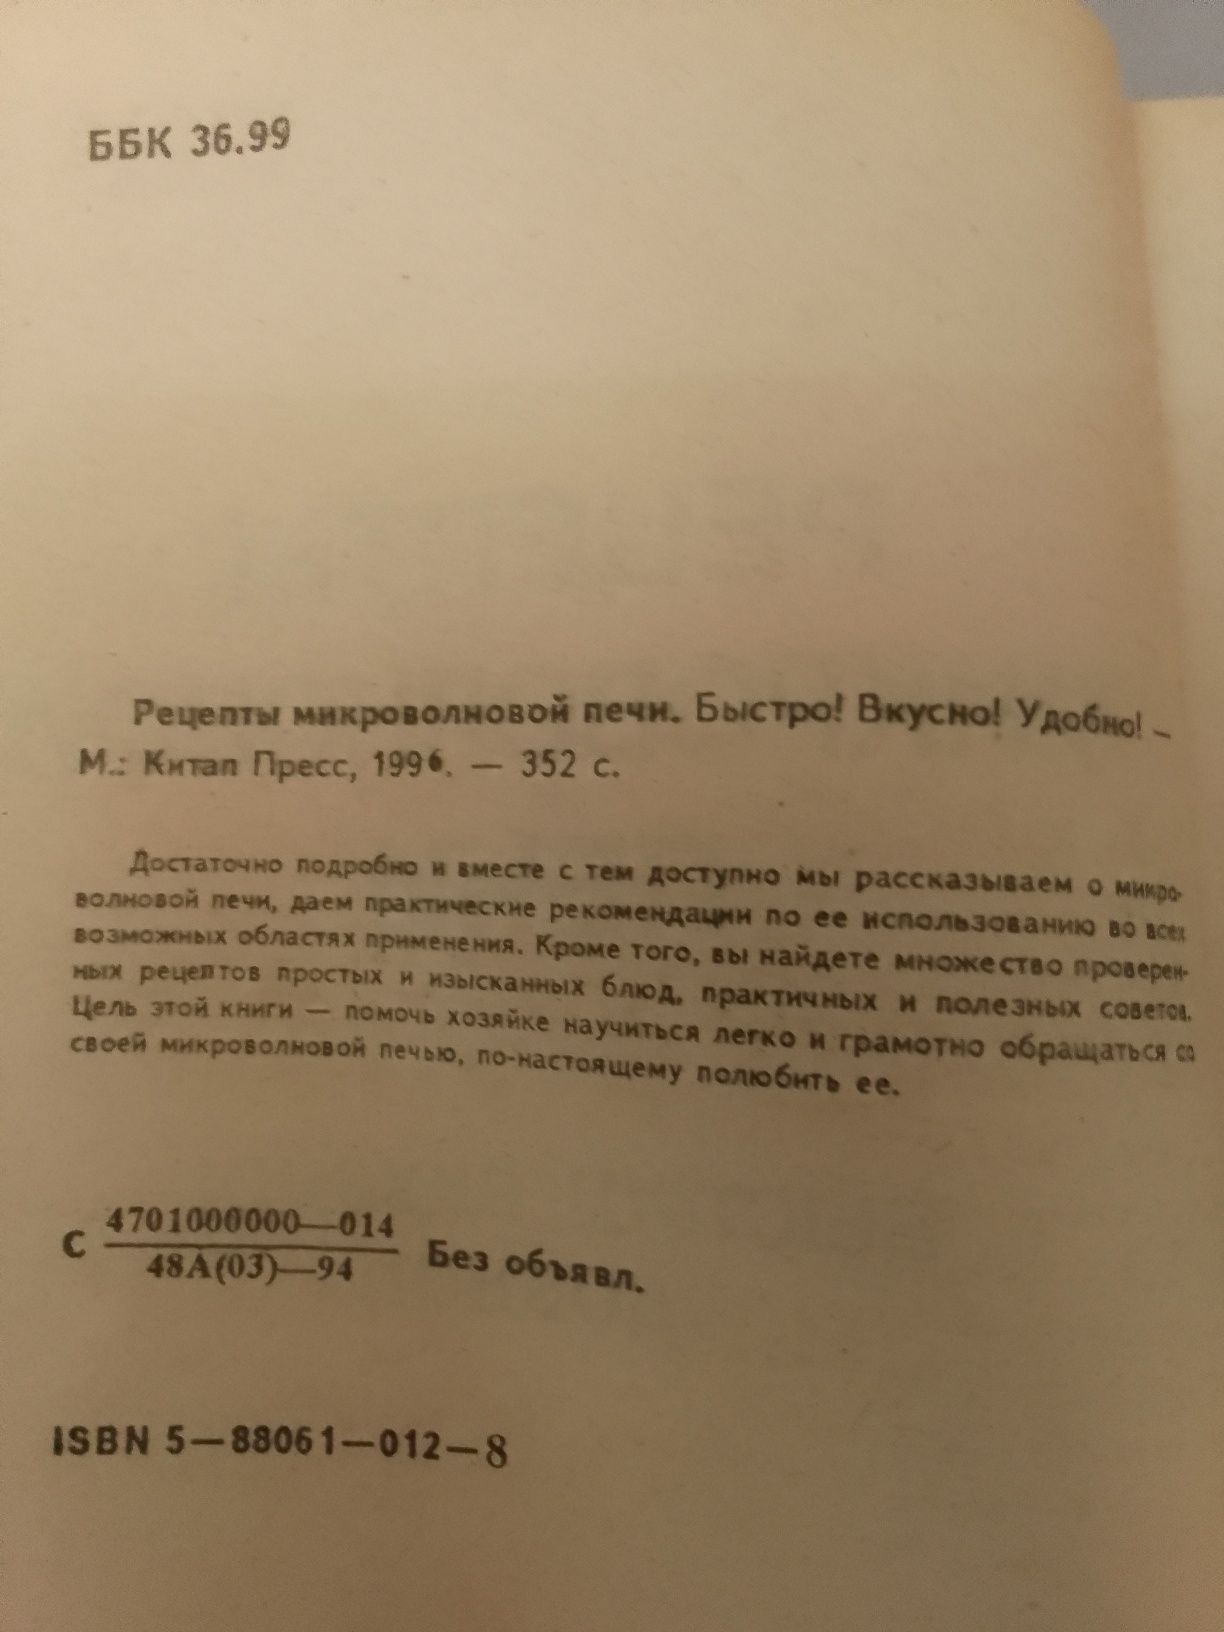 ББК 36.99
Рецепты микроволновой печи. Быстро! Вкусно! Удобно! –
М.: Китап Пресс, 1996. — 352 с.
Достаточно подробно и вместе с тем доступно мы рассказываем о микро-
волновой печи, даем практические рекомендации по ее использованию во всех
возможных областях применения. Кроме того, вы найдете множество проверен-
ных рецептов простых и изысканных блюд, практичных и полезных советов.
Цель этой книги — помочь хозяйке научиться легко и грамотно обращаться со
своей микроволновой печью, по-настоящему полюбить ее.
С 4701000000—014
48А(03)—94 Без объявл.
ISBN 5—88061—012—8